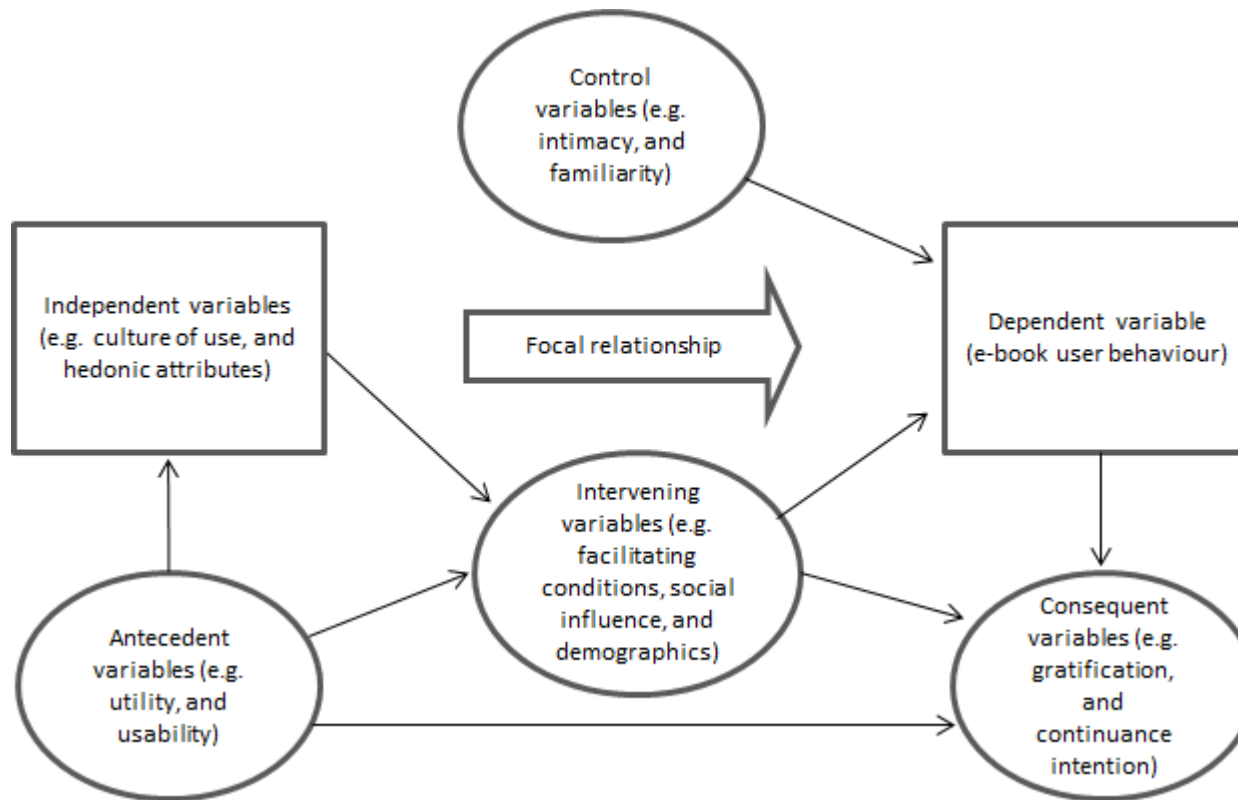 Control
variables (e.g.
intimacy, and
familiarity)
Independent variables
(e.g. culture of use, and
hedonic attributes)
Focal relationship
Dependent variable
(e-book user behaviour)
Intervening
variables (e.g.
facilitating
conditions, social
influence, and
demographics)
Antecedent
variables (e.g.
utility, and
usability)
Consequent
variables (e.g.
gratification,
and
continuance
intention)